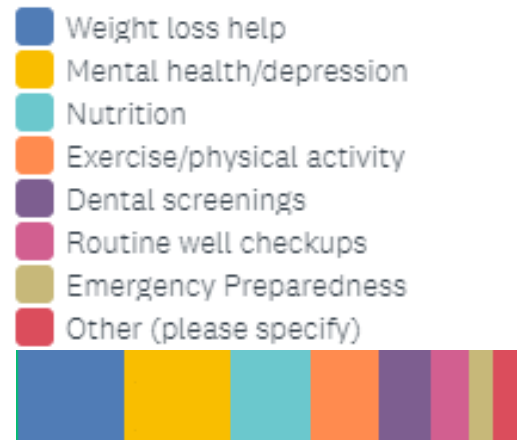 Weight loss help
Mental health/depression
Nutrition
Exercise/physical activity
Dental screenings
Routine well checkups
Emergency Preparedness
Other (please specify)